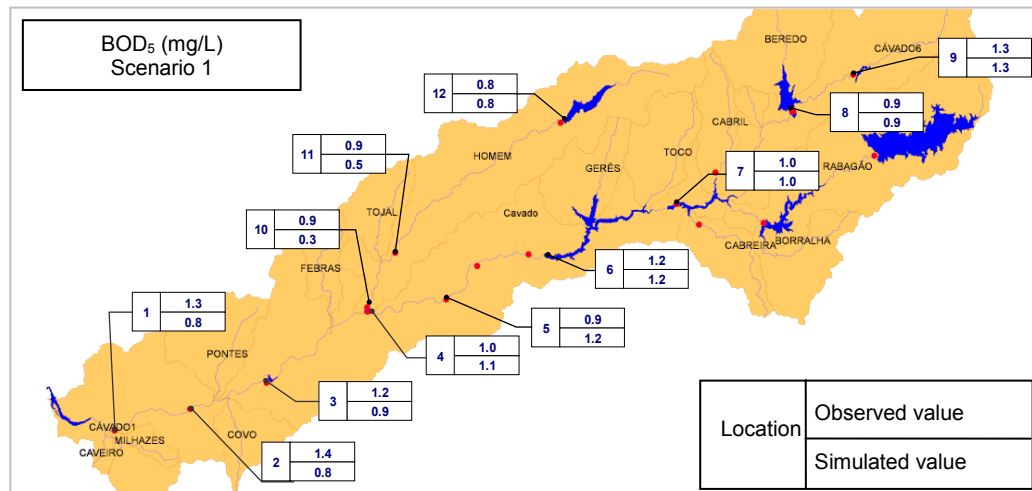 BOD₅ (mg/L)
Scenario 1
BEREDO
CÁVADO6
9 1.3
1.3
12 0.8
0.8
8 0.9
0.9
CABRIL
11 0.9
0.5
HOMEM
GERÊS
TOCO
7 1.0
1.0
RABAGÃO
10 0.9
0.3
TOJAL
Cavado
CABREIRA
BORRALHA
FEBRAS
6 1.2
1.2
1 1.3
0.8
5 0.9
1.2
PONTES
4 1.0
1.1
3 1.2
0.9
CÁVADO1
MILHAZES
CAVEIRO
COVO
2 1.4
0.8
Location
Observed value
Simulated value